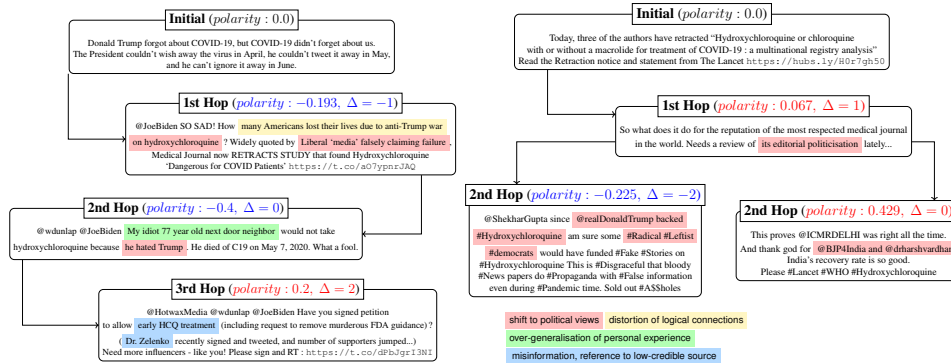 Initial (polarity : 0.0)
Donald Trump forgot about COVID-19, but COVID-19 didn't forget about us.
The President couldn't wish away the virus in April, he couldn't tweet it away in May,
and he can't ignore it away in June.
1st Hop (polarity : −0.193, Δ = −1)
@JoeBiden SO SAD! How many Americans lost their lives due to anti-Trump war
on hydroxychloroquine ? Widely quoted by Liberal 'media' falsely claiming failure,
Medical Journal now RETRACTS STUDY that found Hydroxychloroquine
'Dangerous for COVID Patients' https://t.co/aO7ypnrJAQ
2nd Hop (polarity : −0.4, Δ = 0)
@wdunlap @JoeBiden My idiot 77 year old next door neighbor would not take
hydroxychloroquine because he hated Trump. He died of C19 on May 7, 2020. What a fool.
3rd Hop (polarity : 0.2, Δ = 2)
@HotwaxMedia @wdunlap @JoeBiden Have you signed petition
to allow early HCQ treatment (including request to remove murderous FDA guidance) ?
( Dr. Zelenko recently signed and tweeted, and number of supporters jumped...)
Need more influencers - like you! Please sign and RT : https://t.co/dPbJgrI3NI
Initial (polarity : 0.0)
Today, three of the authors have retracted "Hydroxychloroquine or chloroquine
with or without a macrolide for treatment of COVID-19 : a multinational registry analysis"
Read the Retraction notice and statement from The Lancet https://hubs.ly/H0r7gh50
1st Hop (polarity : 0.067, Δ = 1)
So what does it do for the reputation of the most respected medical journal
in the world. Needs a review of its editorial politicisation lately...
2nd Hop (polarity : −0.225, Δ = −2)
@ShekharGupta since @realDonaldTrump backed
#Hydroxychloroquine am sure some #Radical #Leftist
#democrats would have funded #Fake #Stories on
#Hydroxychloroquine This is #Disgraceful that bloody
#News papers do #Propaganda with #False information
even during #Pandemic time. Sold out #A$$holes
2nd Hop (polarity : 0.429, Δ = 0)
This proves @ICMRDELHI was right all the time.
And thank god for @BJP4India and @drharshvardhan
India's recovery rate is so good.
Please #Lancet #WHO #Hydroxychloroquine
shift to political views
distortion of logical connections
over-generalisation of personal experience
misinformation, reference to low-credible source